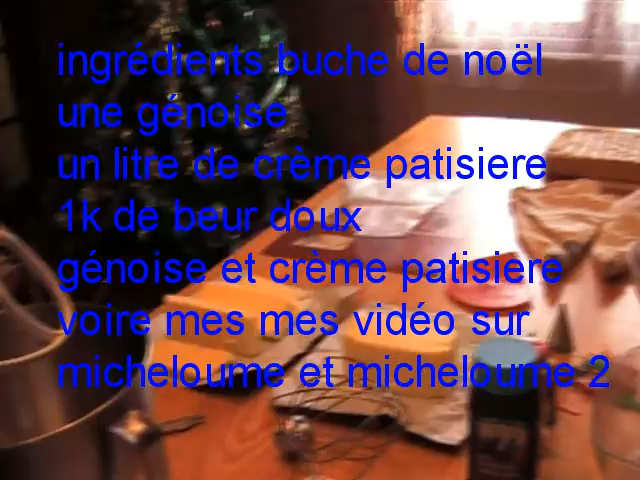 ingrédients buche de noël
une génoise
un litre de crème patisiere
1k de beur doux
génoise et crème patisiere
voire mes mes vidéo sur
micheloume et micheloume 2